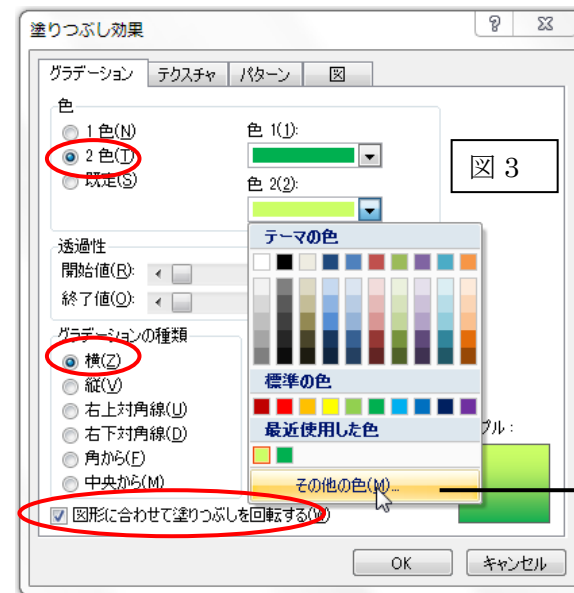 塗りつぶし効果
グラデーション テクスチャ パターン 図
色
1 色(N)
2 色(T)
既定(S)
色 1(1):
色 2(2):
図 3
テーマの色
標準の色
最近使用した色
その他の色(M)...
透過性
開始値(R):
終了値(O):
グラデーションの種類
横(Z)
縦(V)
右上対角線(U)
右下対角線(D)
角から(F)
中央から(M)
プル:
図形に合わせて塗りつぶしを回転する(W)
OK キャンセル